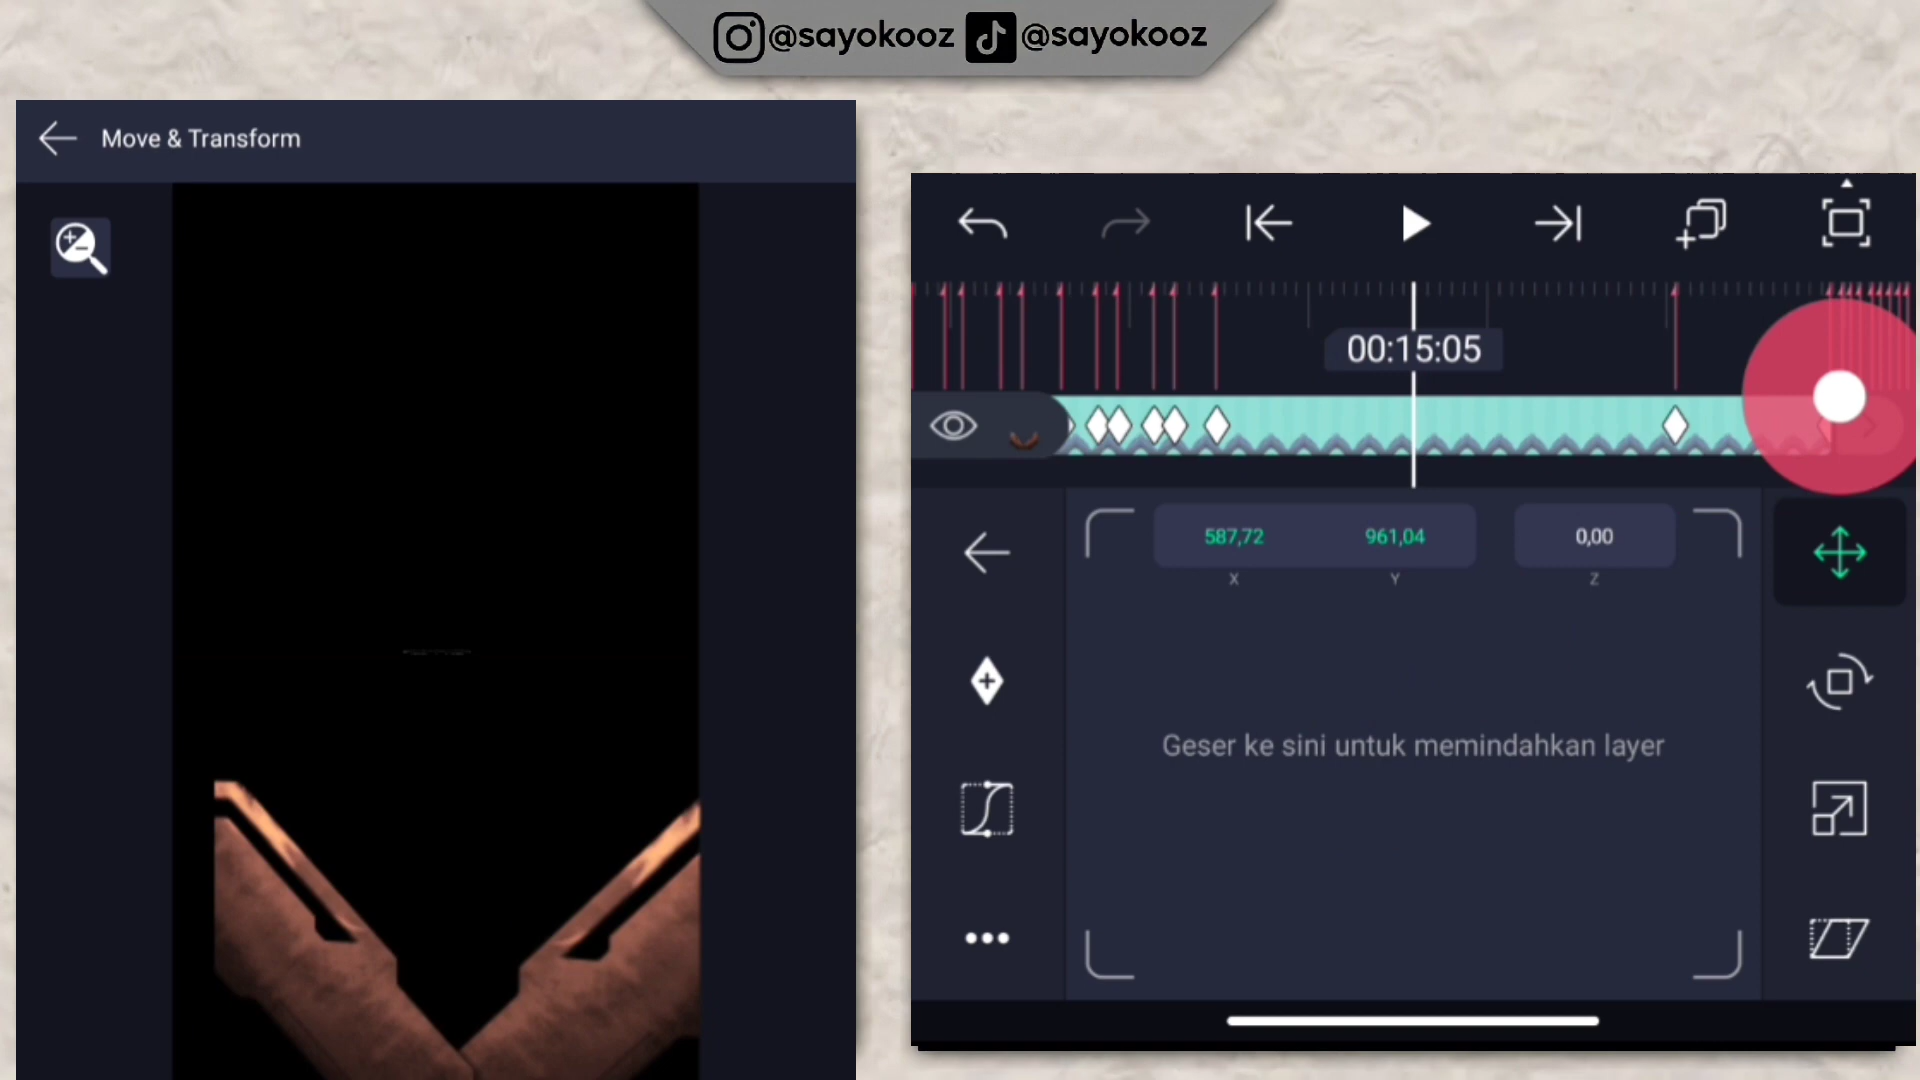 @sayokooz @sayokooz
Move & Transform
00:15:05
587,72 961,04 0,00
X Y Z
Geser ke sini untuk memindahkan layer